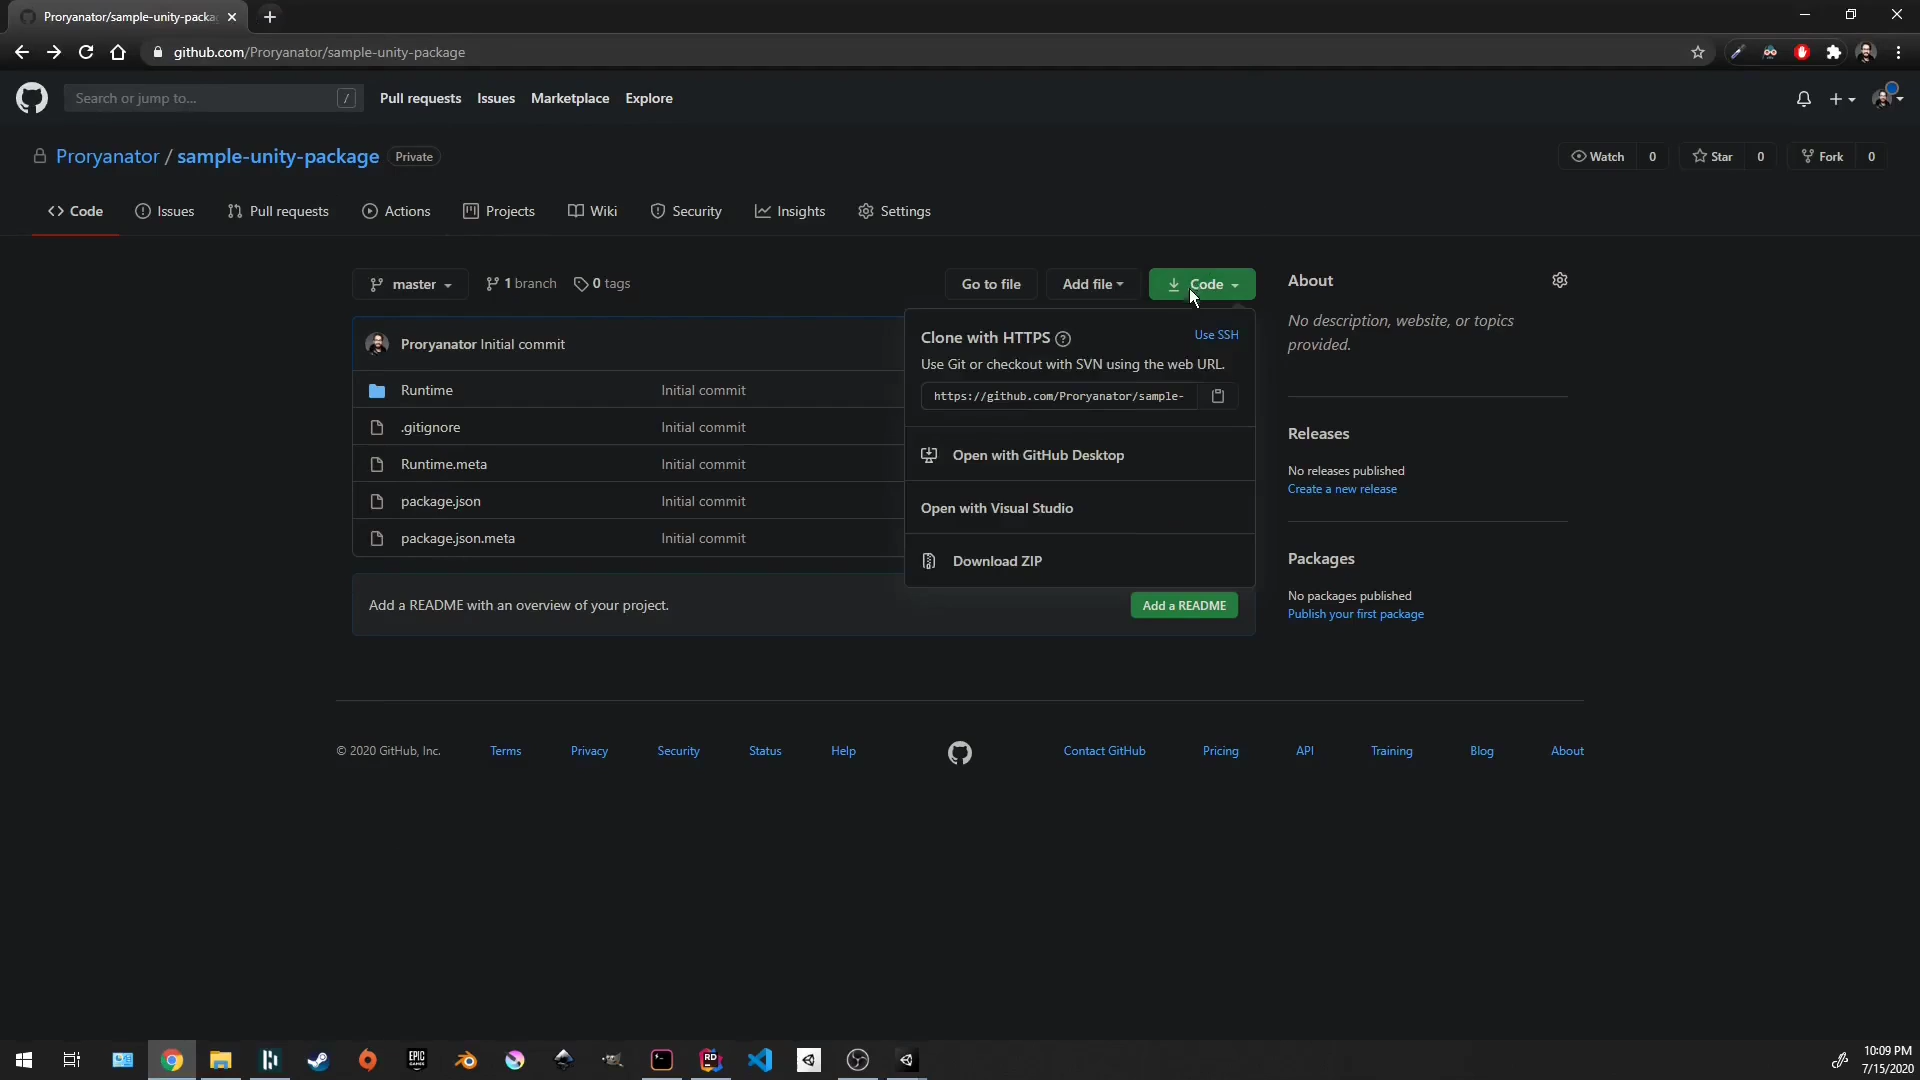 Proryanator/sample-unity-packa
github.com/Proryanator/sample-unity-package
Search or jump to...
/
Pull requests
Issues
Marketplace
Explore
Proryanator / sample-unity-package
Private
Watch
0
Star
0
Fork
0
Code
Issues
Pull requests
Actions
Projects
Wiki
Security
Insights
Settings
master
1 branch
0 tags
Go to file
Add file
Code
About
No description, website, or topics
provided.
Proryanator Initial commit
Runtime
Initial commit
.gitignore
Initial commit
Runtime.meta
Initial commit
package.json
Initial commit
package.json.meta
Initial commit
Clone with HTTPS
Use SSH
Use Git or checkout with SVN using the web URL.
https://github.com/Proryanator/sample-
Open with GitHub Desktop
Open with Visual Studio
Download ZIP
Releases
No releases published
Create a new release
Packages
No packages published
Publish your first package
Add a README with an overview of your project.
Add a README
© 2020 GitHub, Inc.
Terms
Privacy
Security
Status
Help
Contact GitHub
Pricing
API
Training
Blog
About
EPIC
GAMES
RD
10:09 PM
7/15/2020